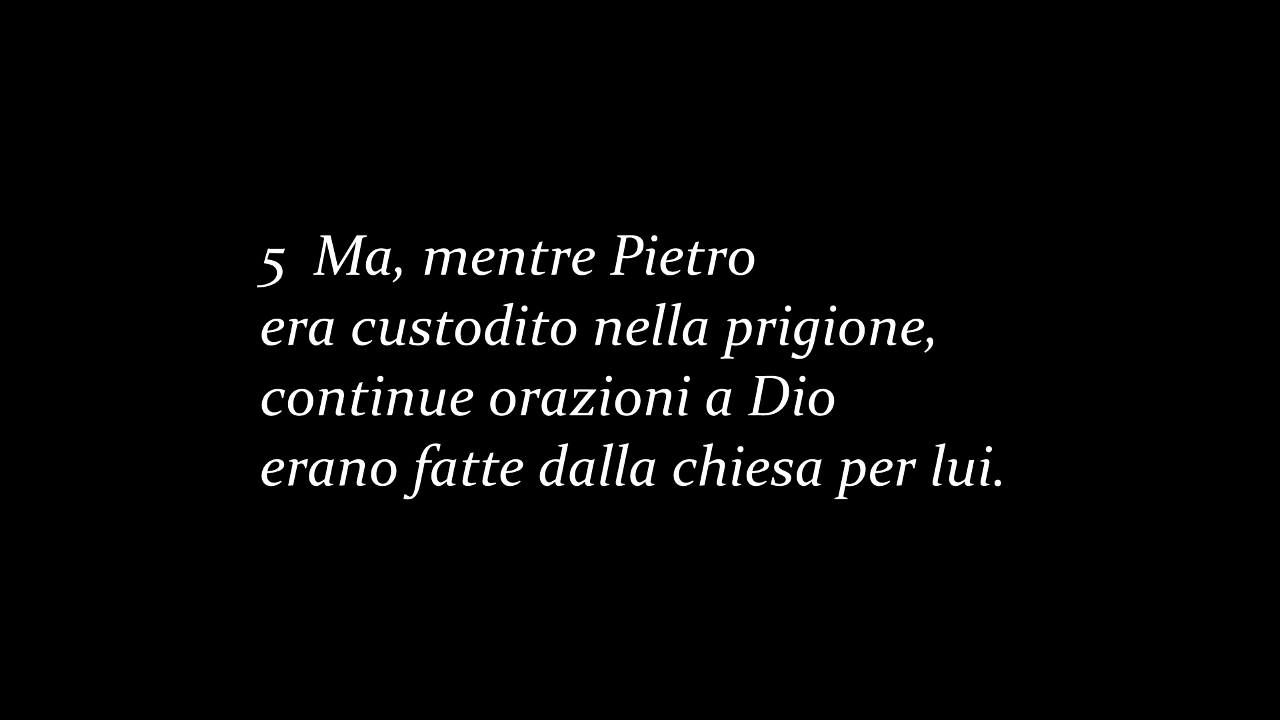 5 Ma, mentre Pietro
era custodito nella prigione,
continue orazioni a Dio
erano fatte dalla chiesa per lui.